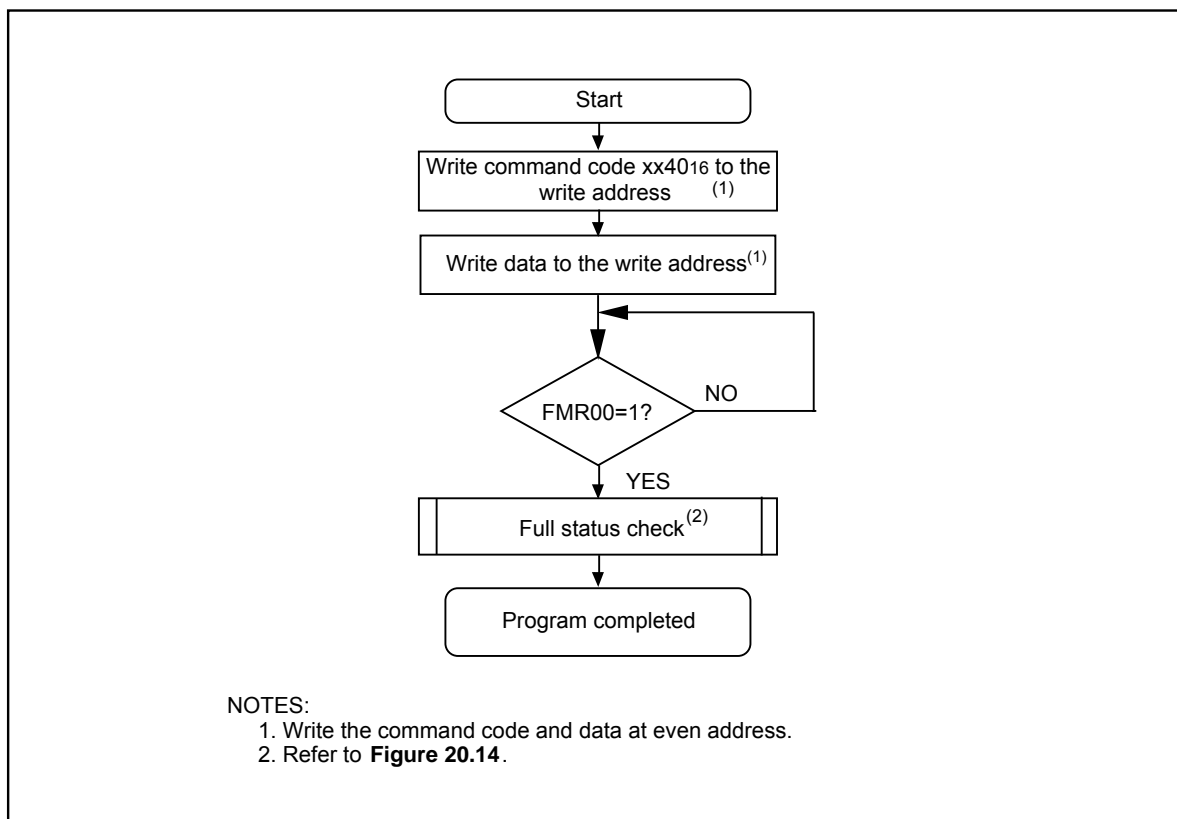 Start
Write command code xx4016 to the
write address (1)
Write data to the write address(1)
FMR00=1?
NO
YES
Full status check(2)
Program completed
NOTES:
1. Write the command code and data at even address.
2. Refer to Figure 20.14.